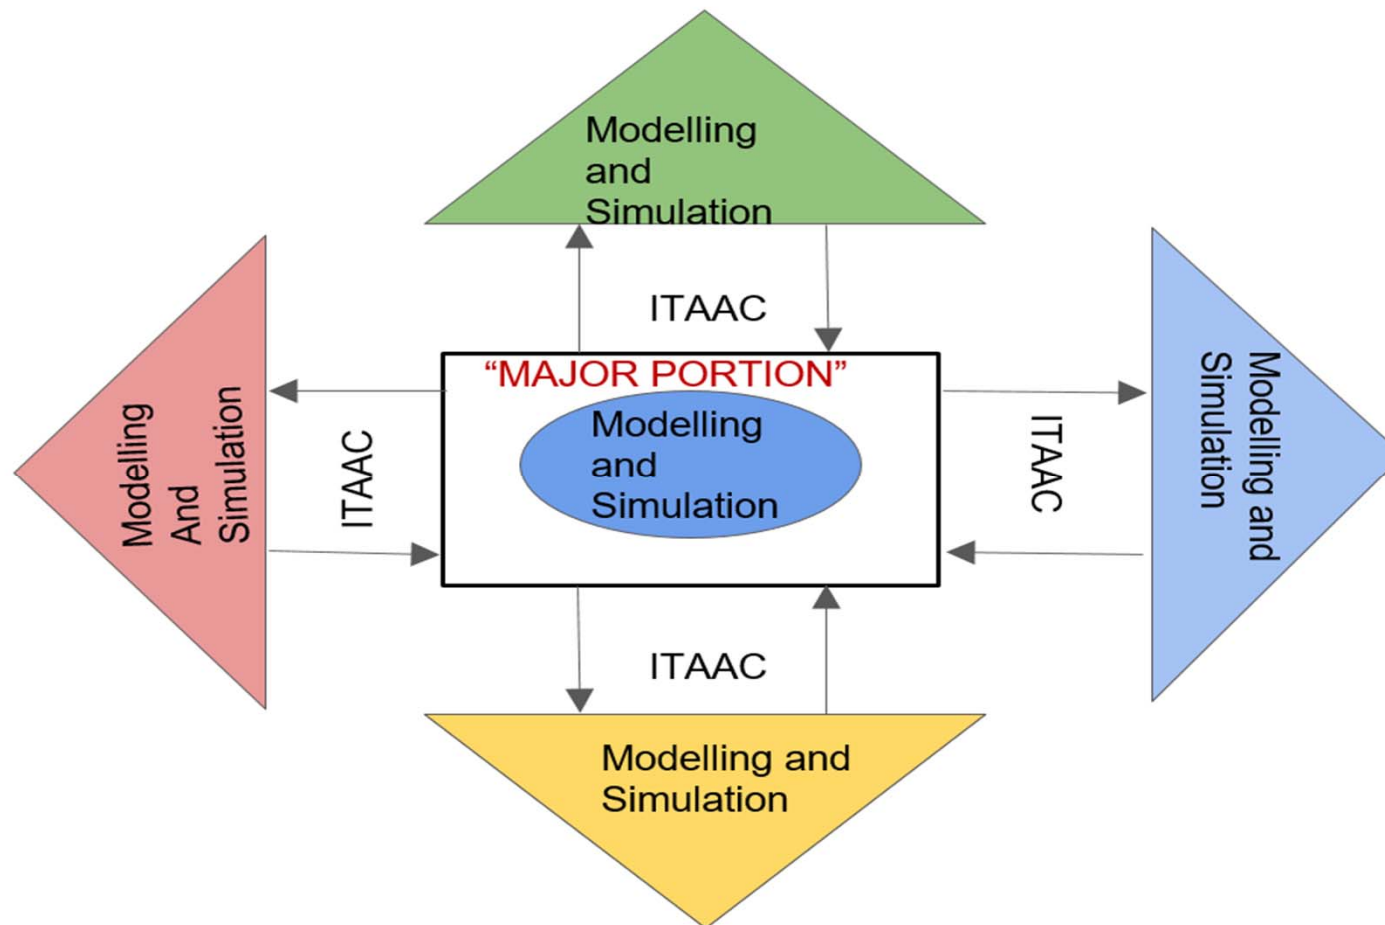 Modelling
and
Simulation
ITAAC
“MAJOR PORTION”
Modelling
and
Simulation
Modelling
And
Simulation
ITAAC
ITAAC
Modelling and
Simulation
ITAAC
Modelling and
Simulation